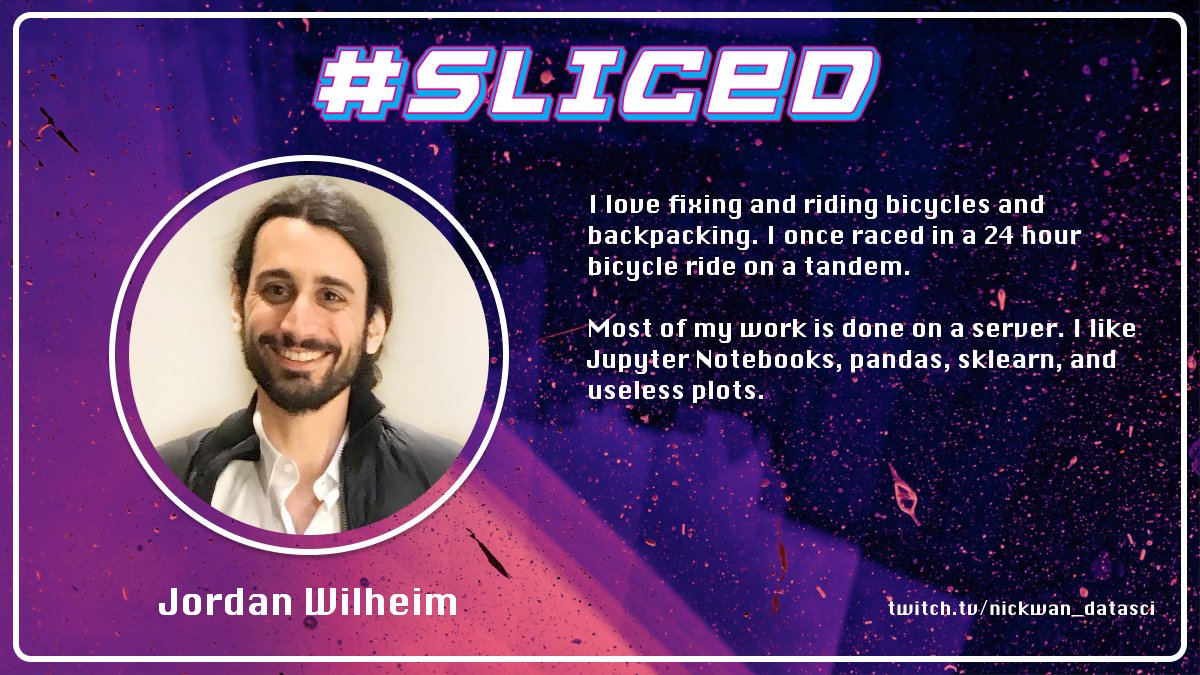 #SLICED
I love fixing and riding bicycles and
backpacking. I once raced in a 24 hour
bicycle ride on a tandem.
Most of my work is done on a server. I like
Jupyter Notebooks, pandas, sklearn, and
useless plots.
Jordan Wilheim
twitch.tv/nickwan_datasci